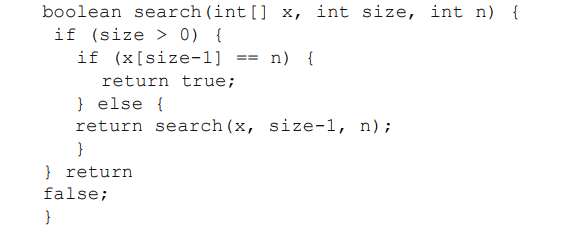 boolean search(int[] x, int size, int n) {
if (size > 0) {
if (x[size-1] == n) {
return true;
} else {
return search(x, size-1, n);
}
} return
false;
}